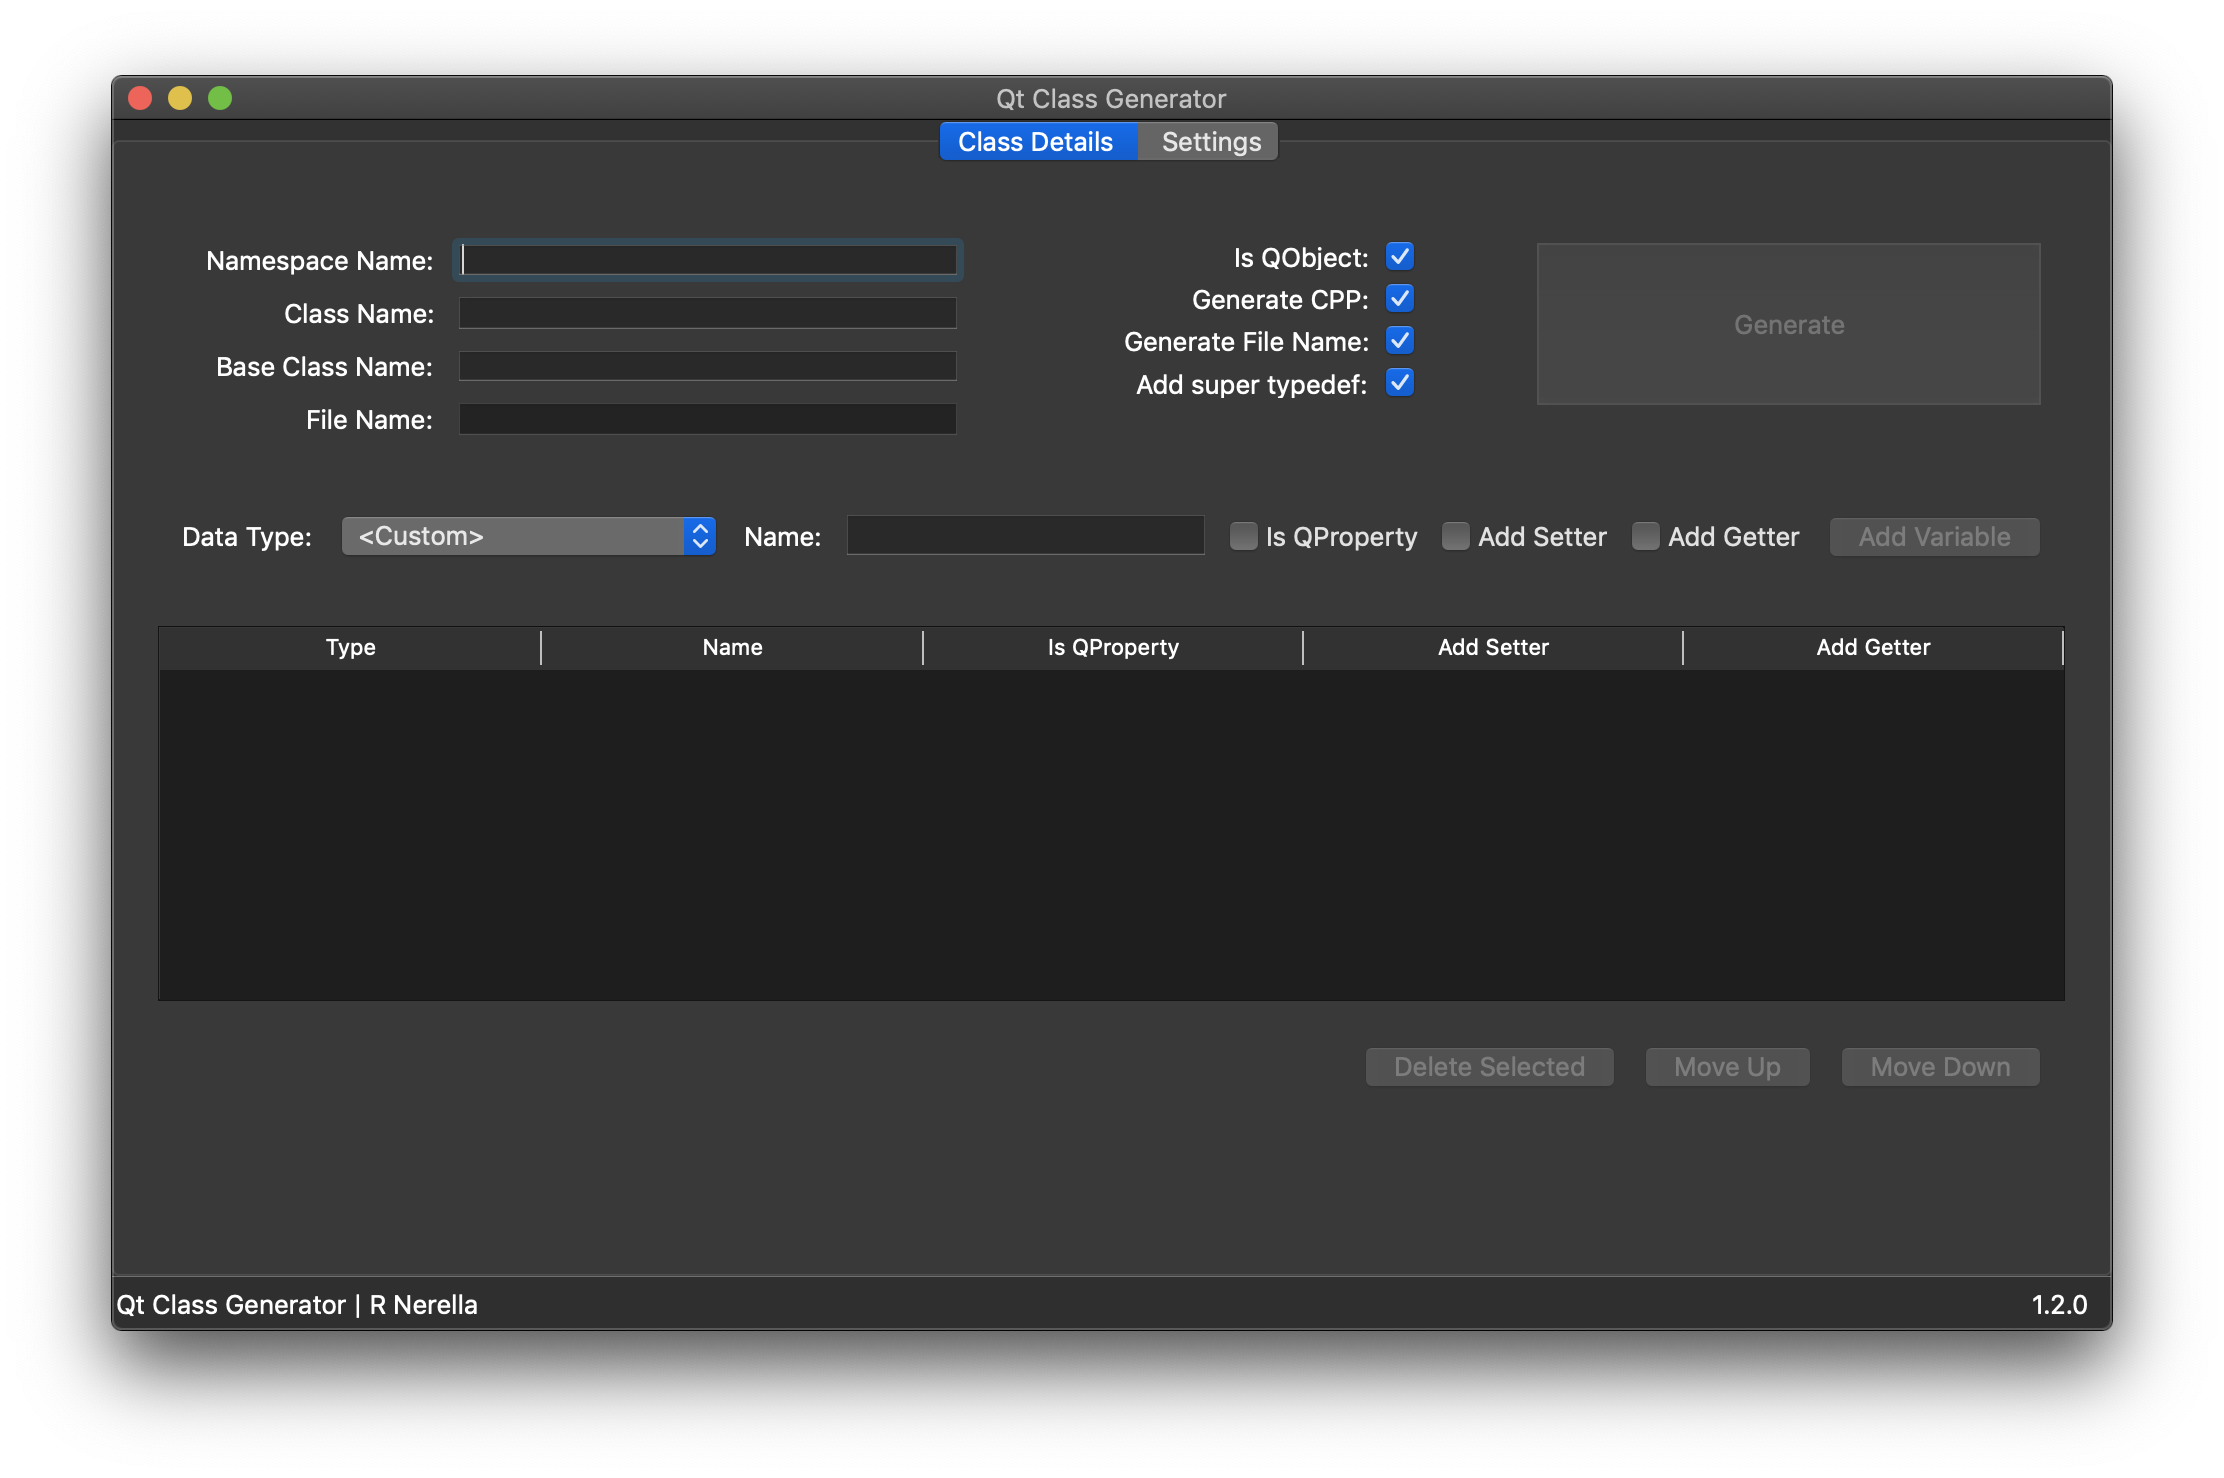 Qt Class Generator
Class Details Settings
Namespace Name:
Class Name:
Base Class Name:
File Name:
Is QObject:
Generate CPP:
Generate File Name:
Add super typedef:
Generate
Data Type: <Custom> Name: Is QProperty Add Setter Add Getter Add Variable
Type Name Is QProperty Add Setter Add Getter
Delete Selected Move Up Move Down
Qt Class Generator | R Nerella 1.2.0